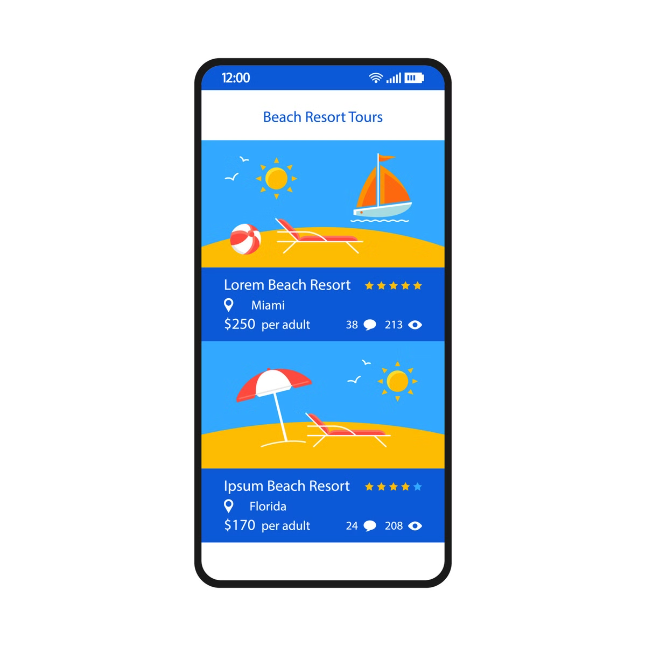 12:00
Beach Resort Tours
Lorem Beach Resort
Miami
$250 per adult 38 213
Ipsum Beach Resort
Florida
$170 per adult 24 208